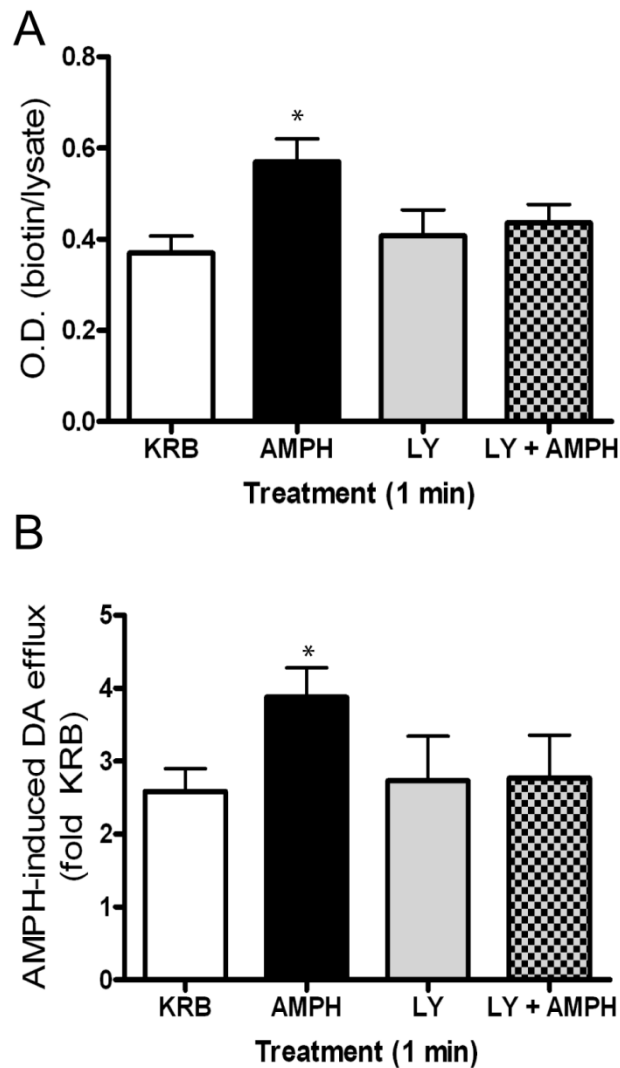 A
O.D. (biotin/lysate)
0.8
0.6
0.4
0.2
0.0
*
KRB AMPH LY LY + AMPH
Treatment (1 min)
B
AMPH-induced DA efflux
(fold KRB)
5
4
3
2
1
0
*
KRB AMPH LY LY + AMPH
Treatment (1 min)